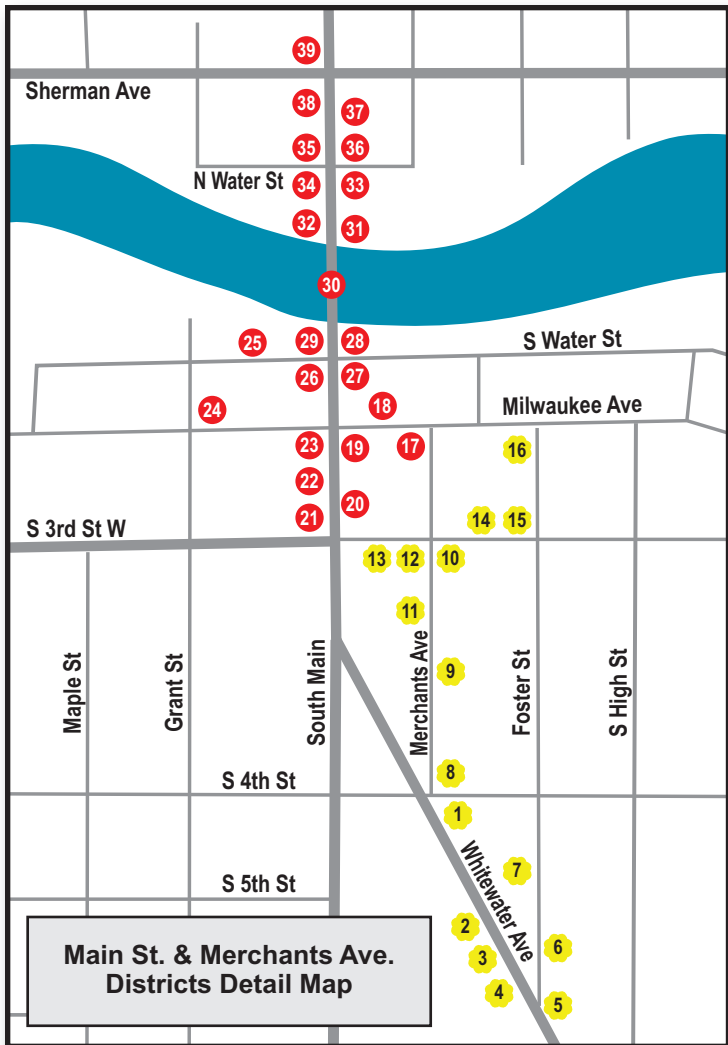 39
Sherman Ave
38
37
35
36
N Water St
34
33
32
31
30
25
29
28
S Water St
26
27
24
18
Milwaukee Ave
23
19
17
16
22
20
21
14
15
S 3rd St W
13
12
10
11
Maple St
Grant St
South Main
Merchants Ave
9
Foster St
S High St
8
S 4th St
1
Whitewater Ave
7
S 5th St
2
6
3
4
5
Main St. & Merchants Ave.
Districts Detail Map